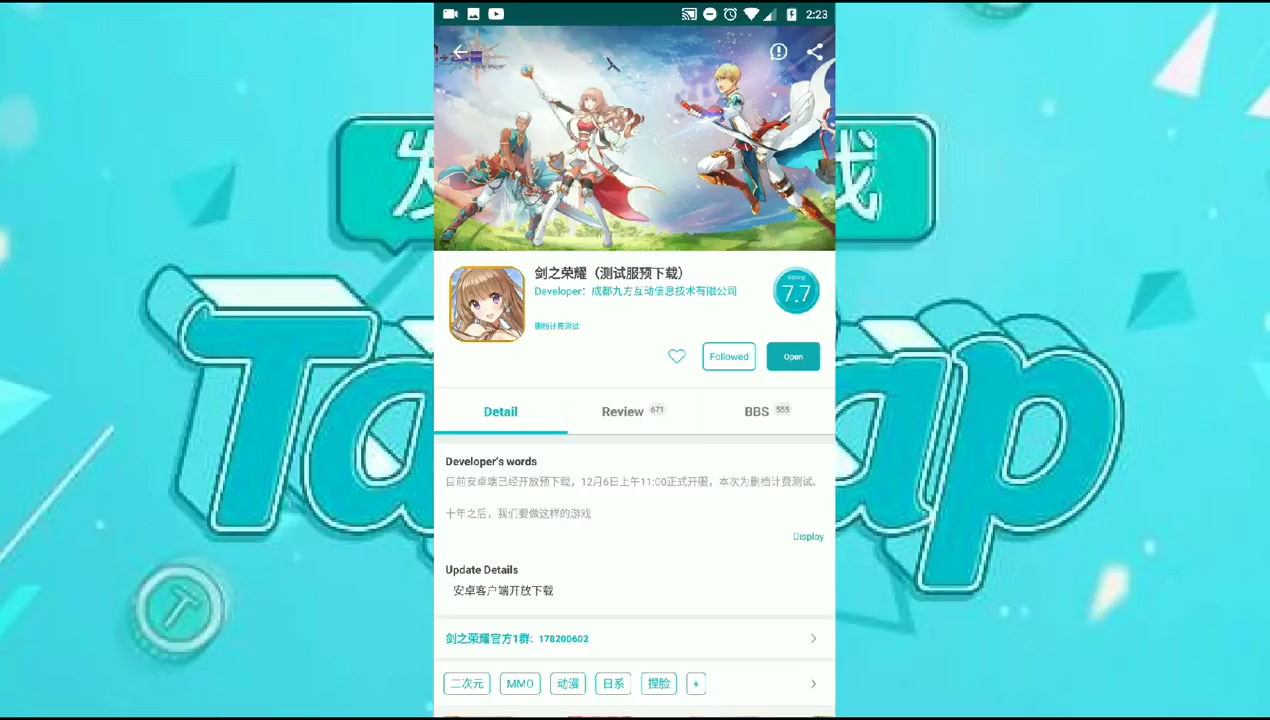 2:23
剑之荣耀（测试服预下载）
Developer：成都九方互动信息技术有限公司
7.7
删档计费测试
Followed
Open
Detail
Review 671
BBS 555
Developer's words
目前安卓端已经开放预下载，12月6日上午11:00正式开服，本次为删档计费测试。
十年之后，我们要做这样的游戏
Display
Update Details
安卓客户端开放下载
剑之荣耀官方1群：178200602
二次元 MMO 动漫 日系 捏脸 +